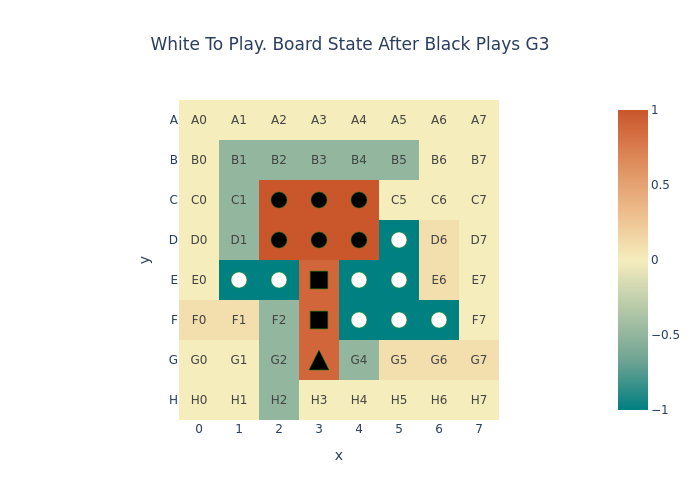 White To Play. Board State After Black Plays G3
A A0 A1 A2 A3 A4 A5 A6 A7
B B0 B1 B2 B3 B4 B5 B6 B7
C C0 C1 C5 C6 C7
D D0 D1 D6 D7
E E0 E6 E7
F F0 F1 F2 F7
G G0 G1 G2 G4 G5 G6 G7
H H0 H1 H2 H3 H4 H5 H6 H7
0 1 2 3 4 5 6 7
x
y
1
0.5
0
−0.5
−1